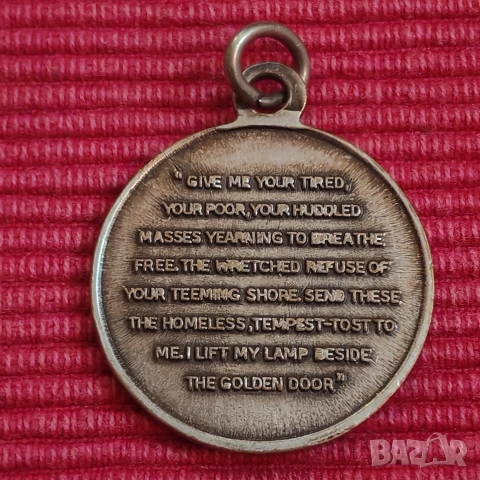 "GIVE ME YOUR TIRED,
YOUR POOR, YOUR HUDDLED
MASSES YEARNING TO BREATHE
FREE. THE WRETCHED REFUSE OF
YOUR TEEMING SHORE. SEND THESE,
THE HOMELESS, TEMPEST-TOST TO
ME. I LIFT MY LAMP BESIDE
THE GOLDEN DOOR."
BAZAR